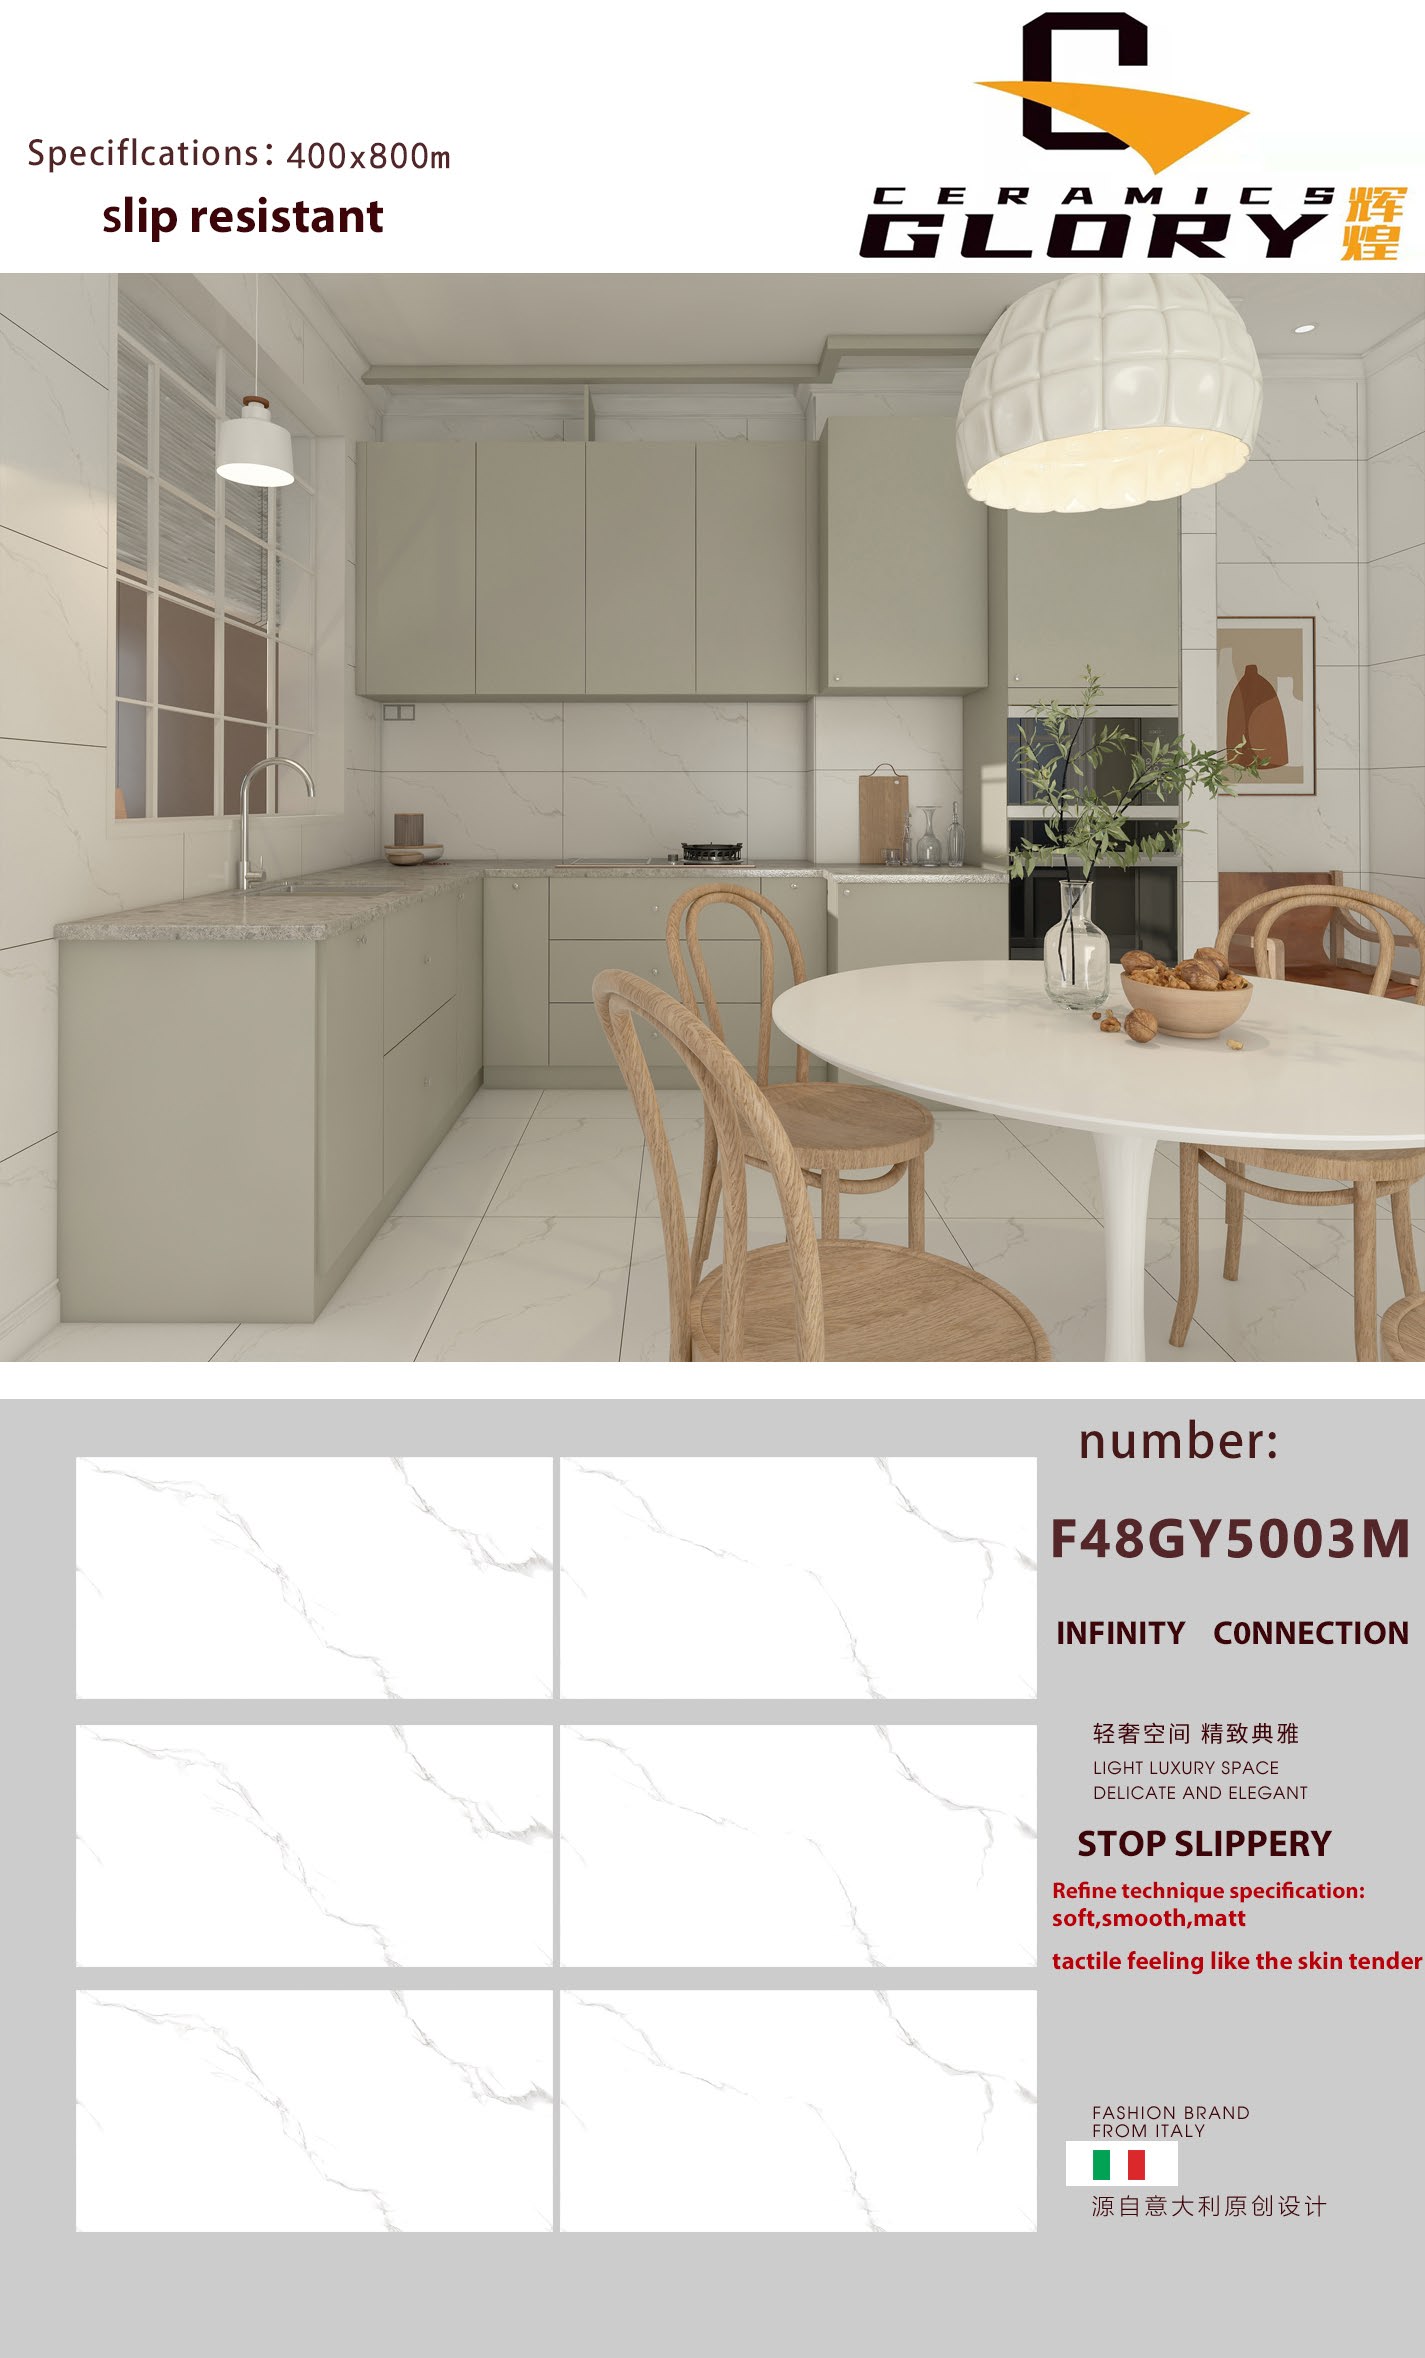 Speciflcations: 400x800m
slip resistant
C
CERAMICS
GLORY 辉煌
number:
F48GY5003M
INFINITY C0NNECTION
轻奢空间 精致典雅
LIGHT LUXURY SPACE
DELICATE AND ELEGANT
STOP SLIPPERY
Refine technique specification:
soft,smooth,matt
tactile feeling like the skin tender
FASHION BRAND
FROM ITALY
源自意大利原创设计